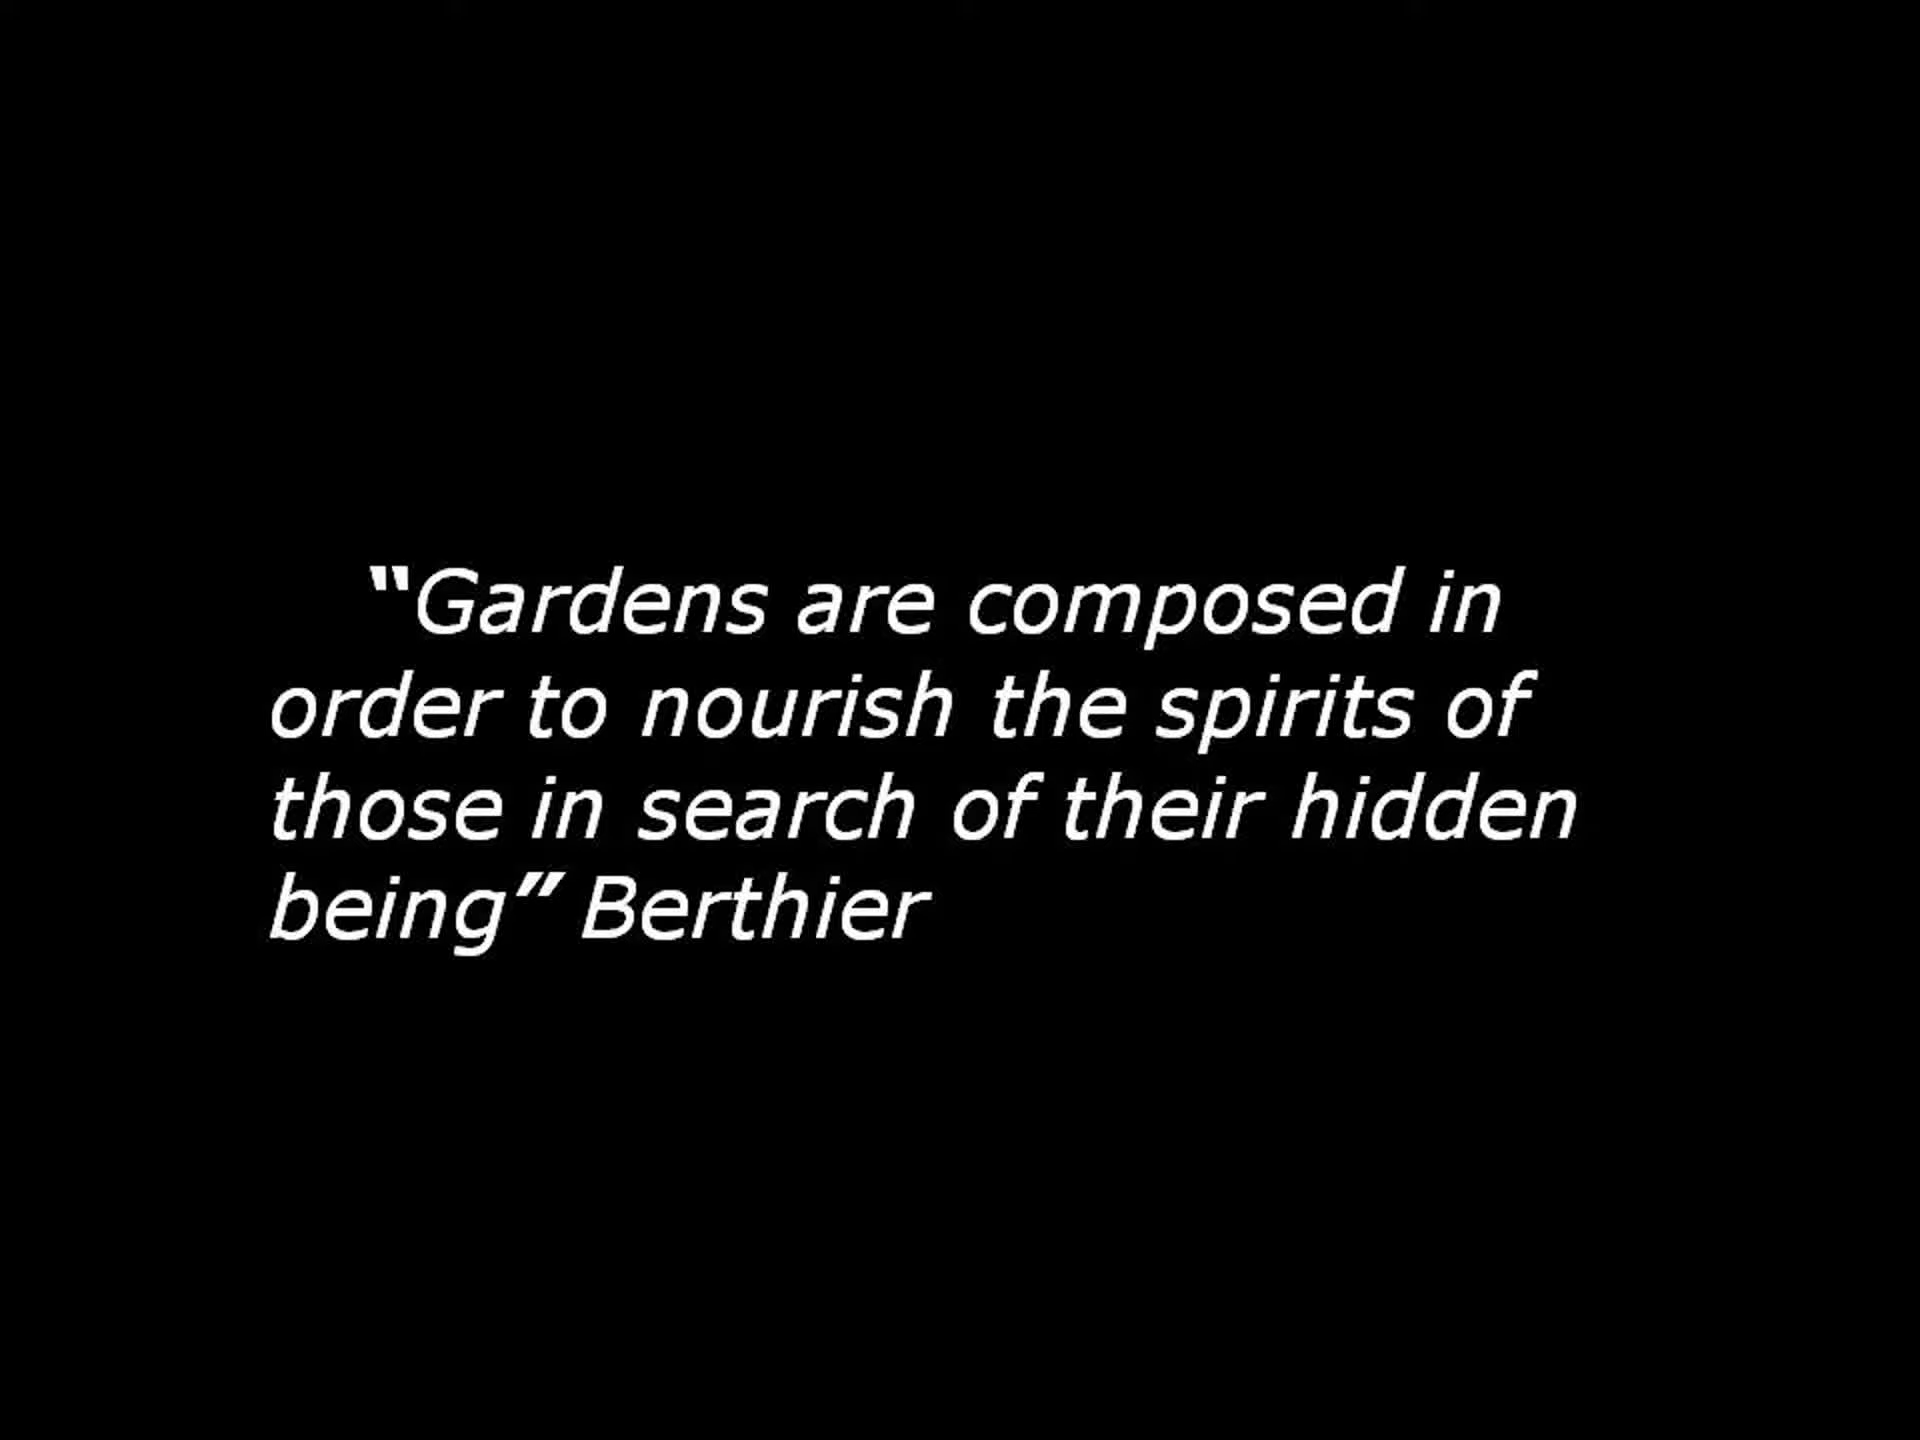 “Gardens are composed in
order to nourish the spirits of
those in search of their hidden
being” Berthier